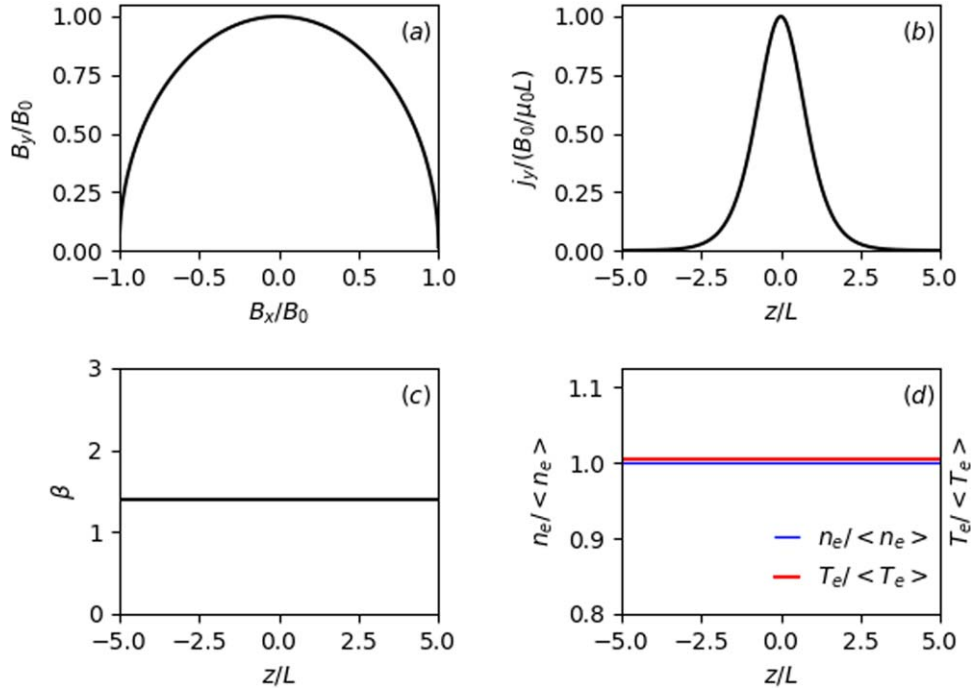 1.00
0.75
0.50
0.25
0.00
−1.0 −0.5 0.0 0.5 1.0
B_y/B_0
B_x/B_0
(a)
1.00
0.75
0.50
0.25
0.00
−5.0 −2.5 0.0 2.5 5.0
j_y/(B_0/μ_0L)
z/L
(b)
3
2
1
0
−5.0 −2.5 0.0 2.5 5.0
β
z/L
(c)
1.1
1.0
0.9
0.8
−5.0 −2.5 0.0 2.5 5.0
n_e/<n_e>
T_e/<T_e>
z/L
(d)
n_e/<n_e>
T_e/<T_e>